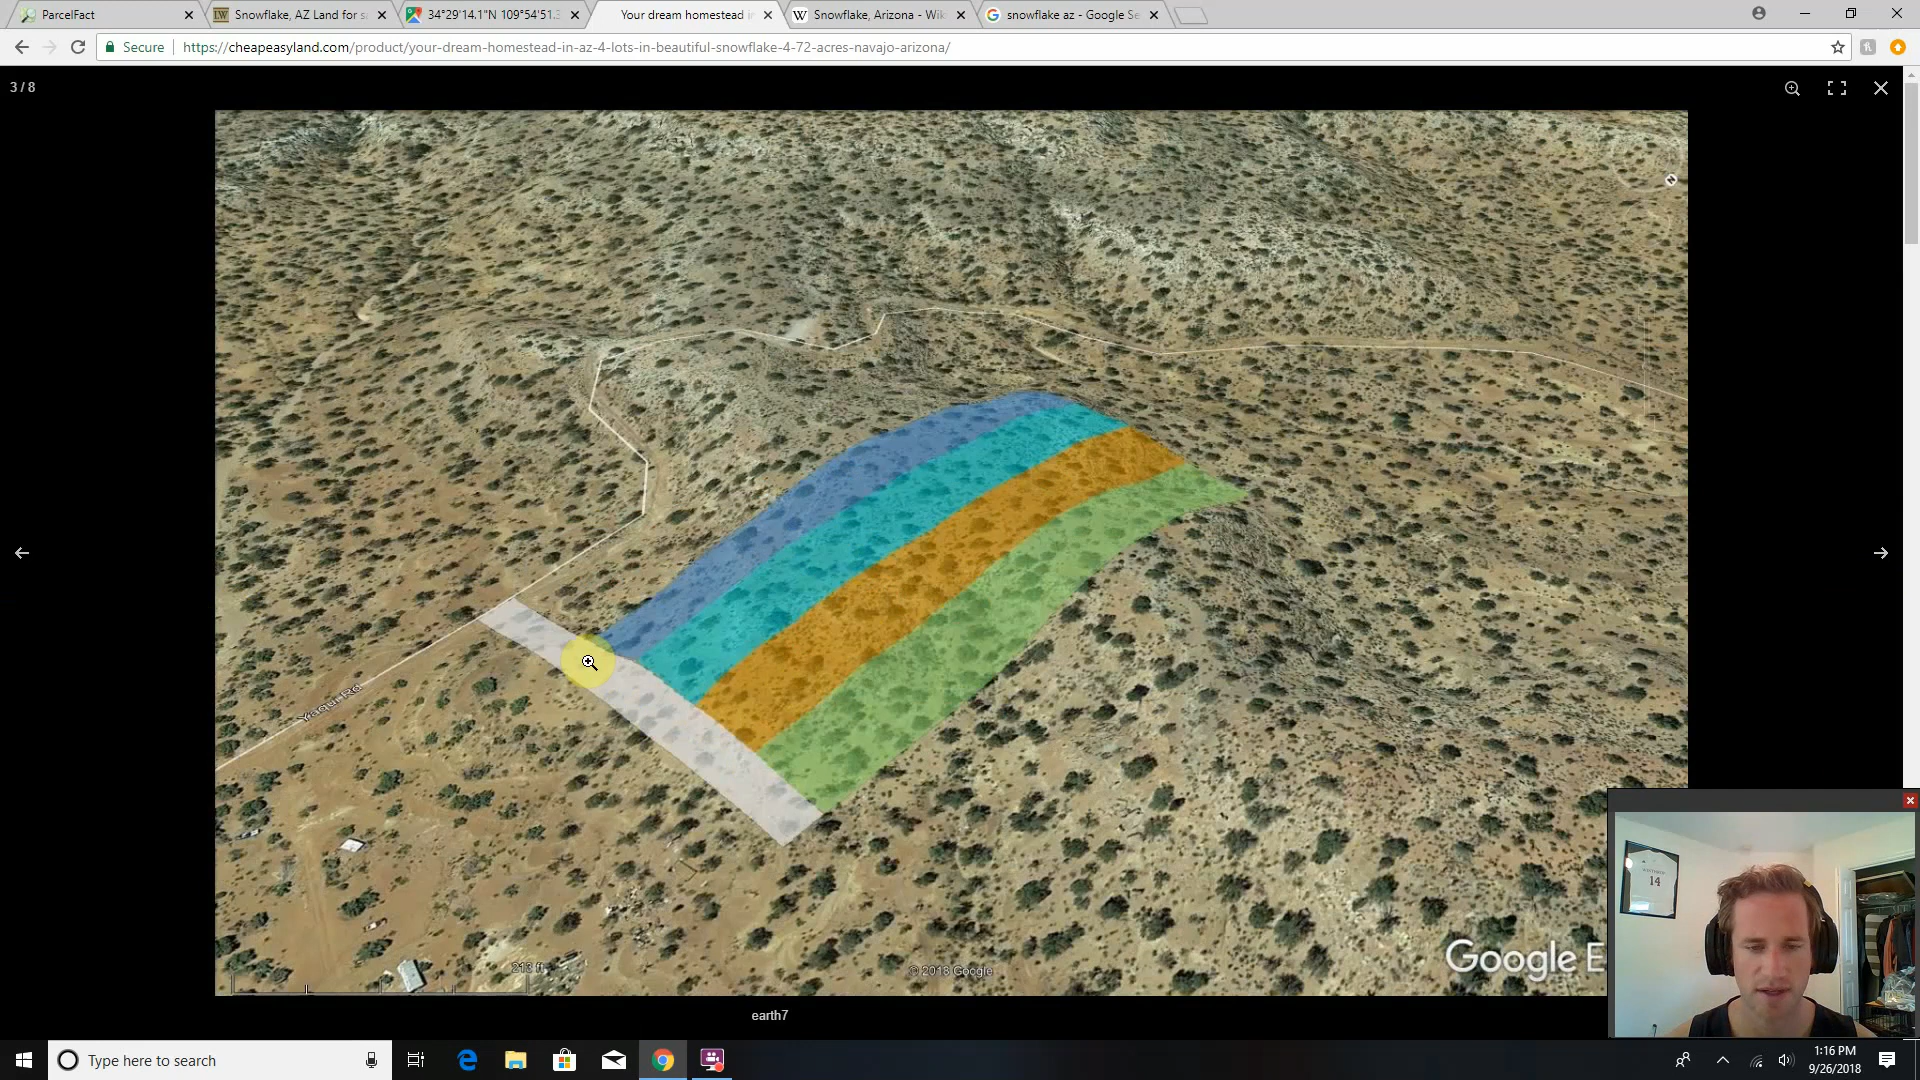 ParcelFact
Snowflake, AZ Land for sa
34°29'14.1"N 109°54'51.3
Your dream homestead in
Snowflake, Arizona - Wiki
snowflake az - Google Se
Secure
https://cheapeasyland.com/product/your-dream-homestead-in-az-4-lots-in-beautiful-snowflake-4-72-acres-navajo-arizona/
3 / 8
N
Yaqui Rd
14
213 ft
© 2018 Google
Google E
earth7
Type here to search
1:16 PM
9/26/2018